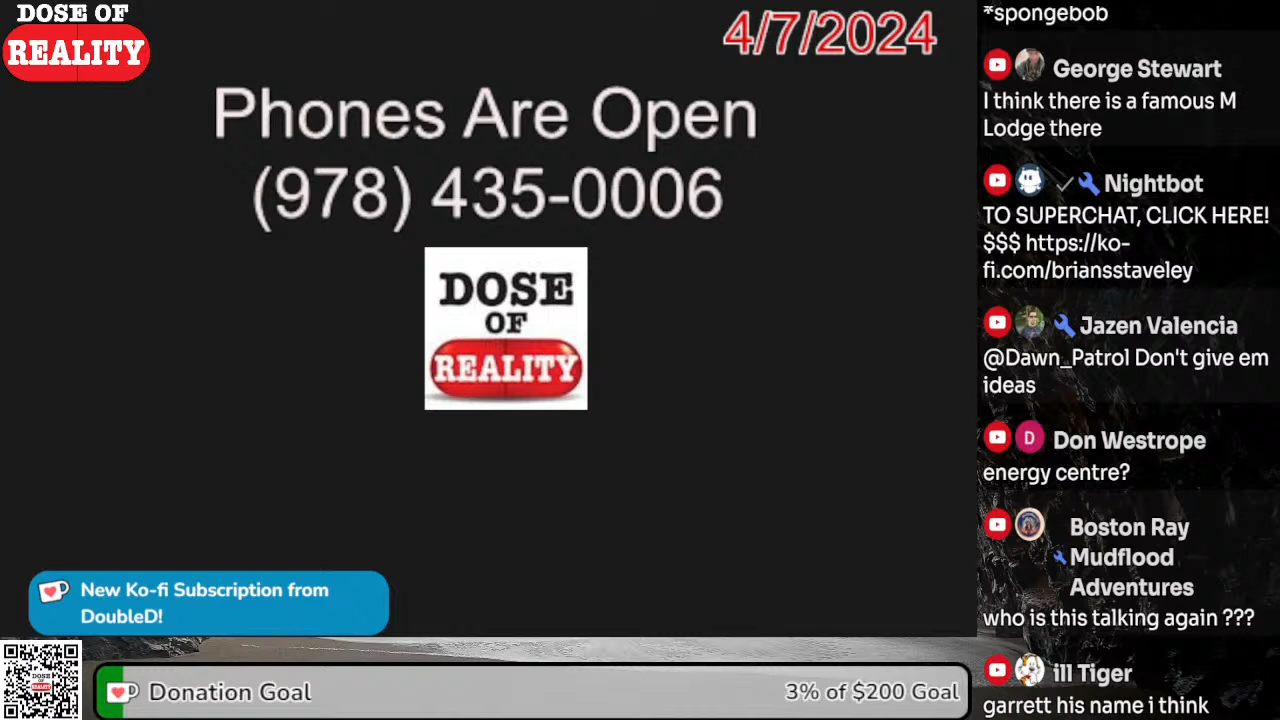 DOSE OF
REALITY
4/7/2024
Phones Are Open
(978) 435-0006
DOSE
OF
REALITY
New Ko-fi Subscription from
DoubleD!
Donation Goal
3% of $200 Goal
*spongebob
George Stewart
I think there is a famous M
Lodge there
Nightbot
TO SUPERCHAT, CLICK HERE!
$$$ https://ko-
fi.com/briansstaveley
Jazen Valencia
@Dawn_Patrol Don't give em
ideas
D
Don Westrope
energy centre?
Boston Ray
Mudflood
Adventures
who is this talking again ???
ill Tiger
garrett his name i think